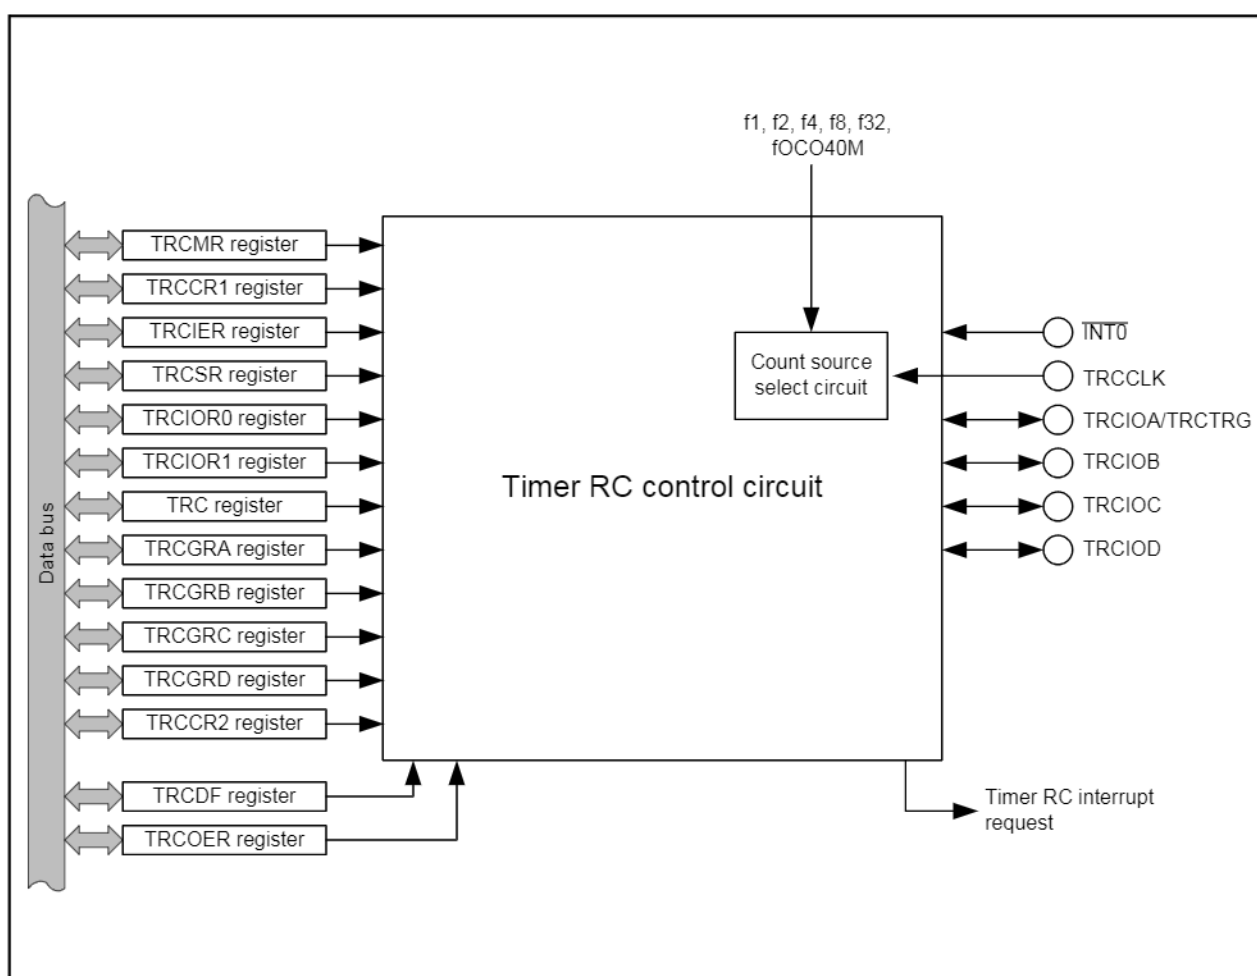 f1, f2, f4, f8, f32,
fOCO40M
Data bus
TRCMR register
TRCCR1 register
TRCIER register
TRCSR register
TRCIOR0 register
TRCIOR1 register
TRC register
TRCGRA register
TRCGRB register
TRCGRC register
TRCGRD register
TRCCR2 register
TRCDF register
TRCOER register
Count source
select circuit
Timer RC control circuit
INT0
TRCCLK
TRCIOA/TRCTRG
TRCIOB
TRCIOC
TRCIOD
Timer RC interrupt
request